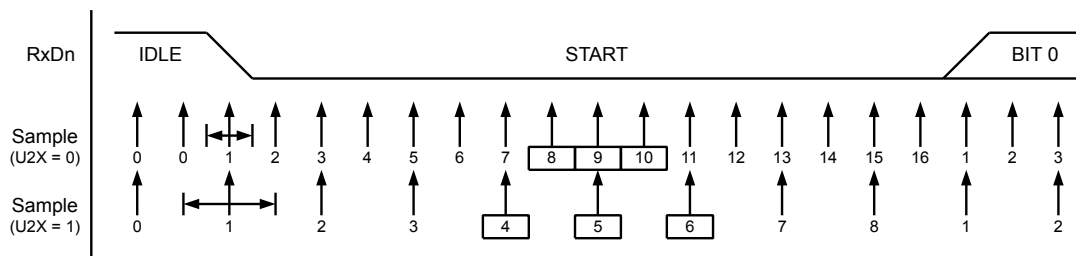 RxDn IDLE START BIT 0
Sample
(U2X = 0) 0 0 1 2 3 4 5 6 7 8 9 10 11 12 13 14 15 16 1 2 3
Sample
(U2X = 1) 0 1 2 3 4 5 6 7 8 1 2